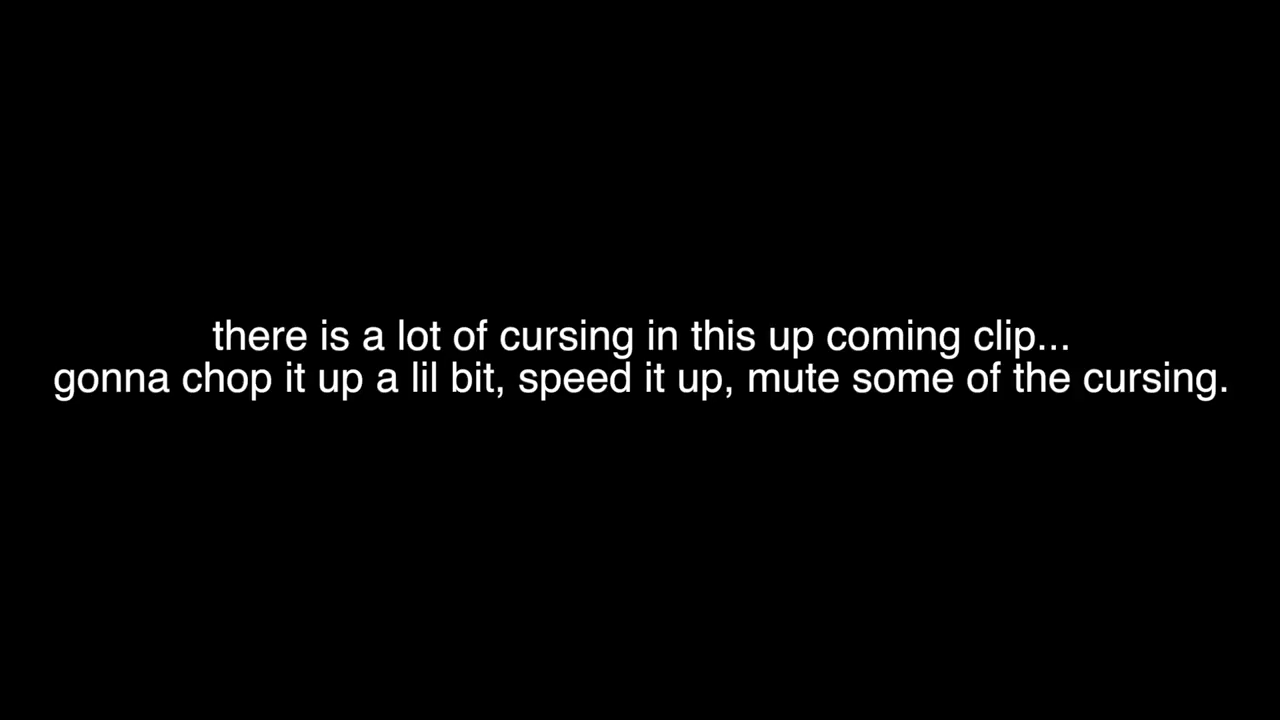 there is a lot of cursing in this up coming clip...
gonna chop it up a lil bit, speed it up, mute some of the cursing.